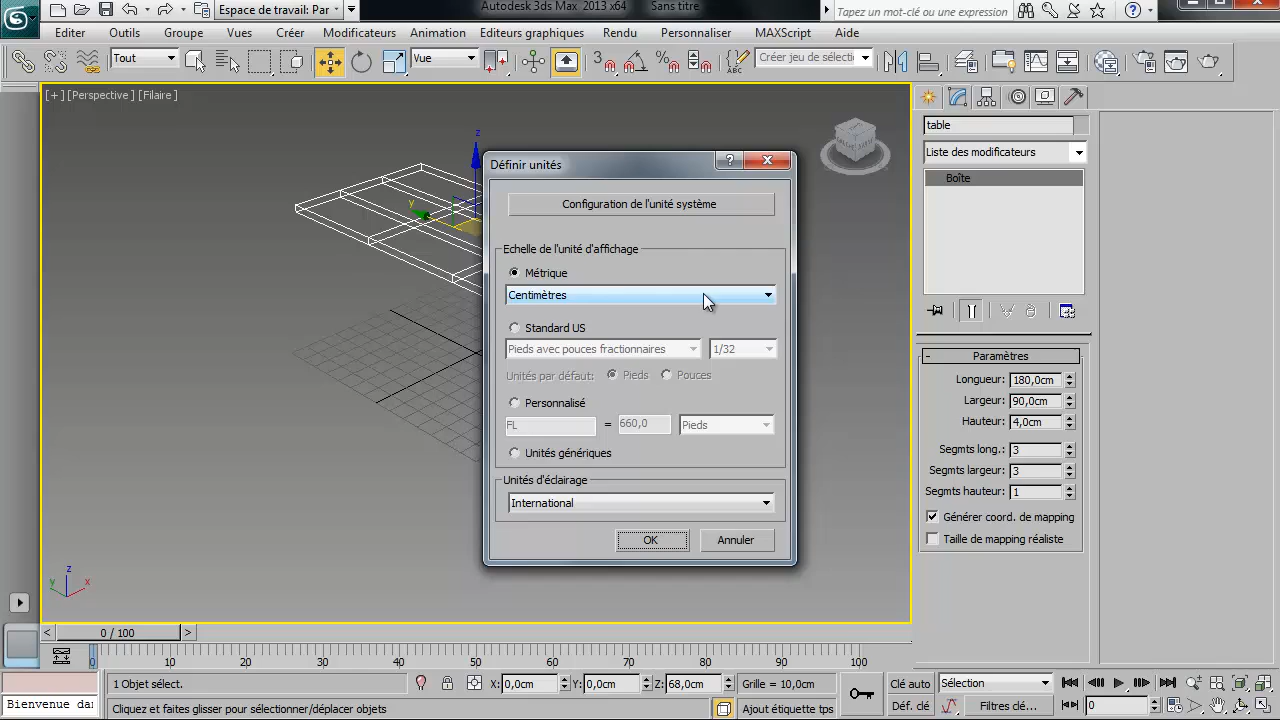 Espace de travail: Par
Autodesk 3ds Max 2013 x64 Sans titre
Tapez un mot-clé ou une expression
Editer Outils Groupe Vues Créer Modificateurs Animation Editeurs graphiques Rendu Personnaliser MAXScript Aide
Tout
Vue
3
Créer jeu de sélecti
[+] [Perspective] [Filaire]
z
y
table
Liste des modificateurs
Boîte
Définir unités
Configuration de l'unité système
Echelle de l'unité d'affichage
Métrique
Centimètres
Standard US
Pieds avec pouces fractionnaires 1/32
Unités par défaut: Pieds Pouces
Personnalisé
FL = 660,0 Pieds
Unités génériques
Unités d'éclairage
International
OK Annuler
- Paramètres
Longueur: 180,0cm
Largeur: 90,0cm
Hauteur: 4,0cm
Segmts long.: 3
Segmts largeur: 3
Segmts hauteur: 1
Générer coord. de mapping
Taille de mapping réaliste
z
y x
< 0 / 100 >
0 10 20 30 40 50 60 70 80 90 100
1 Objet sélect. X: 0,0cm Y: 0,0cm Z: 68,0cm Grille = 10,0cm Clé auto Sélection
Bienvenue dan Cliquez et faites glisser pour sélectionner/déplacer objets Ajout étiquette tps Déf. clé Filtres clé... 0